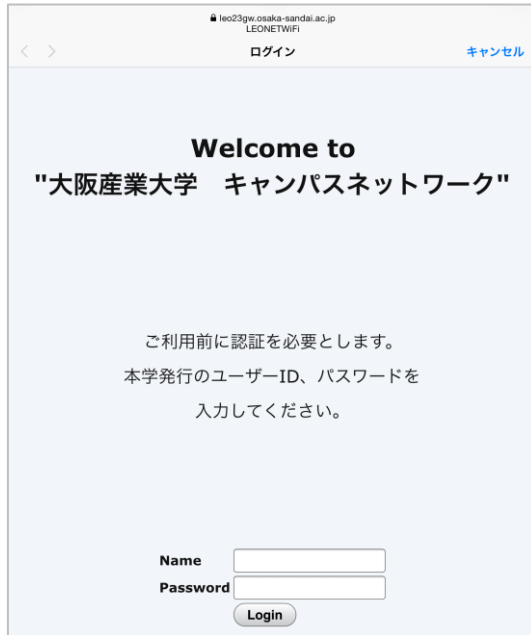 leo23gw.osaka-sandai.ac.jp
LEONETWiFi
ログイン キャンセル
Welcome to
"大阪産業大学　キャンパスネットワーク"
ご利用前に認証を必要とします。
本学発行のユーザーID、パスワードを
入力してください。
Name
Password
Login